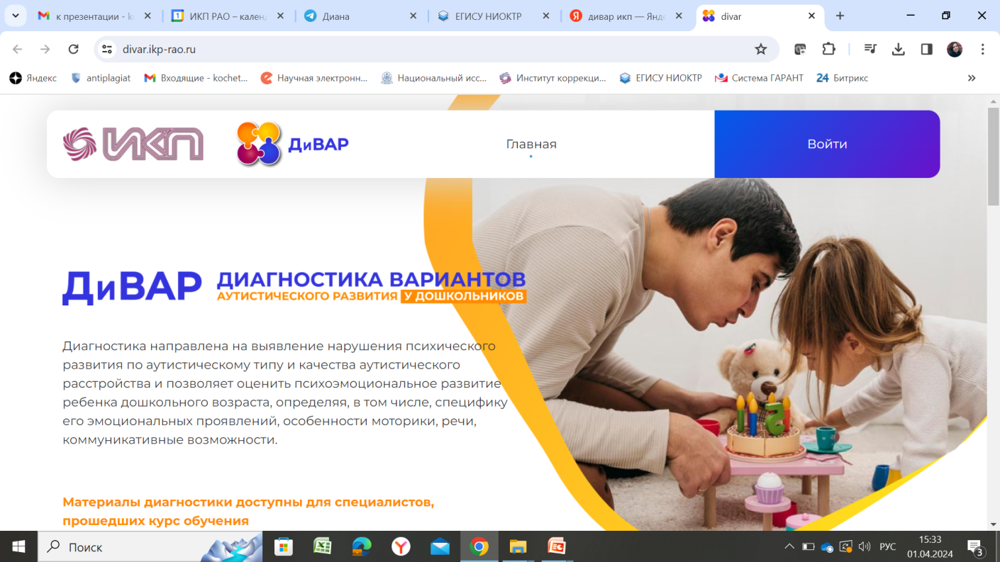 к презентации - ко
ИКП РАО – календ
Диана
ЕГИСУ НИОКТР
дивар икп — Янде
divar
divar.ikp-rao.ru
Яндекс
antiplagiat
Входящие - kochet...
Научная электронн...
Национальный исс...
Институт коррекци...
ЕГИСУ НИОКТР
Система ГАРАНТ
24 Битрикс
ИКП
ДиВАР
Главная
Войти
ДиВАР
ДИАГНОСТИКА ВАРИАНТОВ
АУТИСТИЧЕСКОГО РАЗВИТИЯ У ДОШКОЛЬНИКОВ
Диагностика направлена на выявление нарушения психического
развития по аутистическому типу и качества аутистического
расстройства и позволяет оценить психоэмоциональное развитие
ребенка дошкольного возраста, определяя, в том числе, специфику
его эмоциональных проявлений, особенности моторики, речи,
коммуникативные возможности.
Материалы диагностики доступны для специалистов,
прошедших курс обучения
Поиск
РУС
15:33
01.04.2024
3